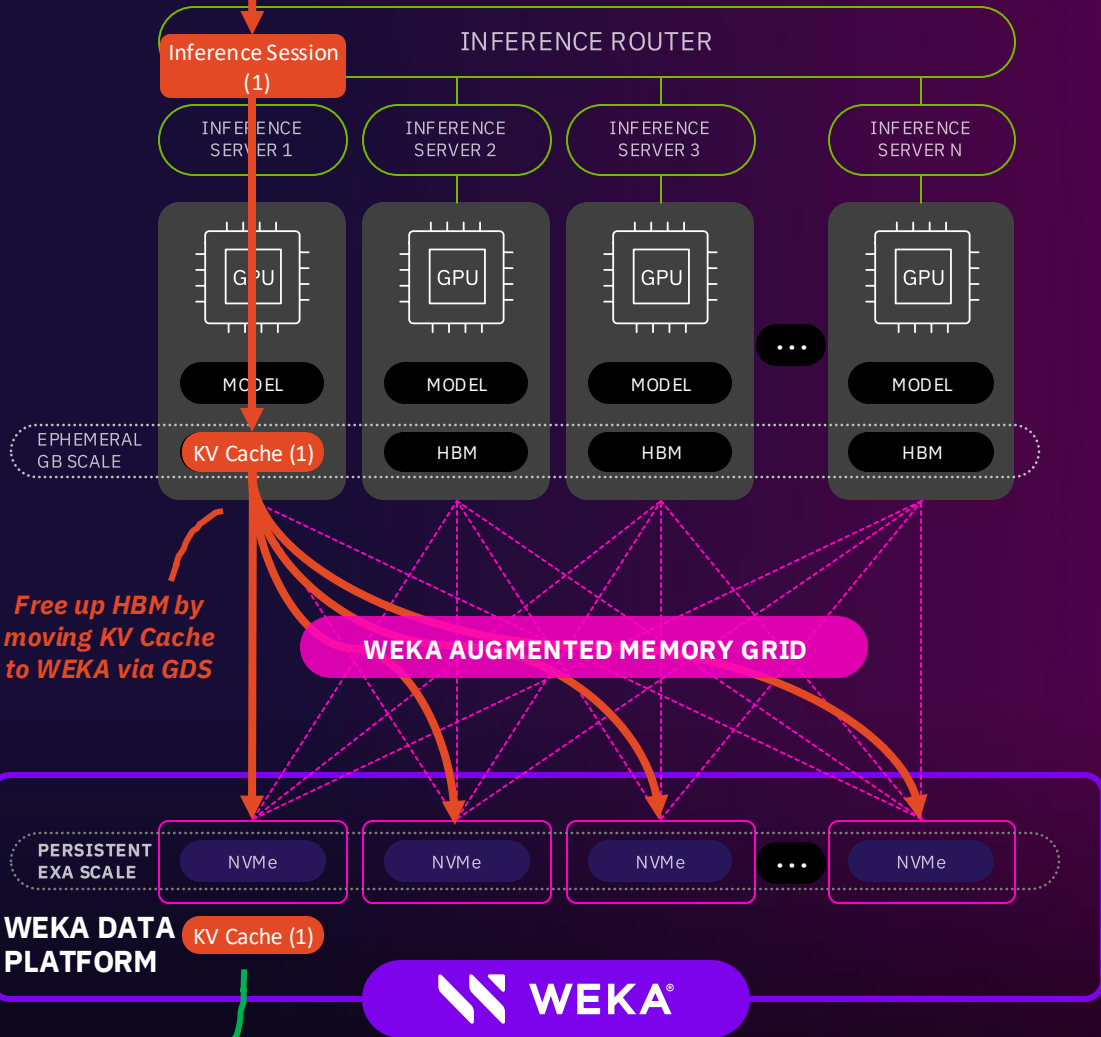 INFERENCE ROUTER
Inference Session
(1)
INFERENCE
SERVER 1
INFERENCE
SERVER 2
INFERENCE
SERVER 3
INFERENCE
SERVER N
GPU
GPU
GPU
GPU
...
MODEL
MODEL
MODEL
MODEL
EPHEMERAL
GB SCALE
KV Cache (1)
HBM
HBM
HBM
Free up HBM by
moving KV Cache
to WEKA via GDS
WEKA AUGMENTED MEMORY GRID
PERSISTENT
EXA SCALE
NVMe
NVMe
NVMe
...
NVMe
WEKA DATA
PLATFORM
KV Cache (1)
WEKA®